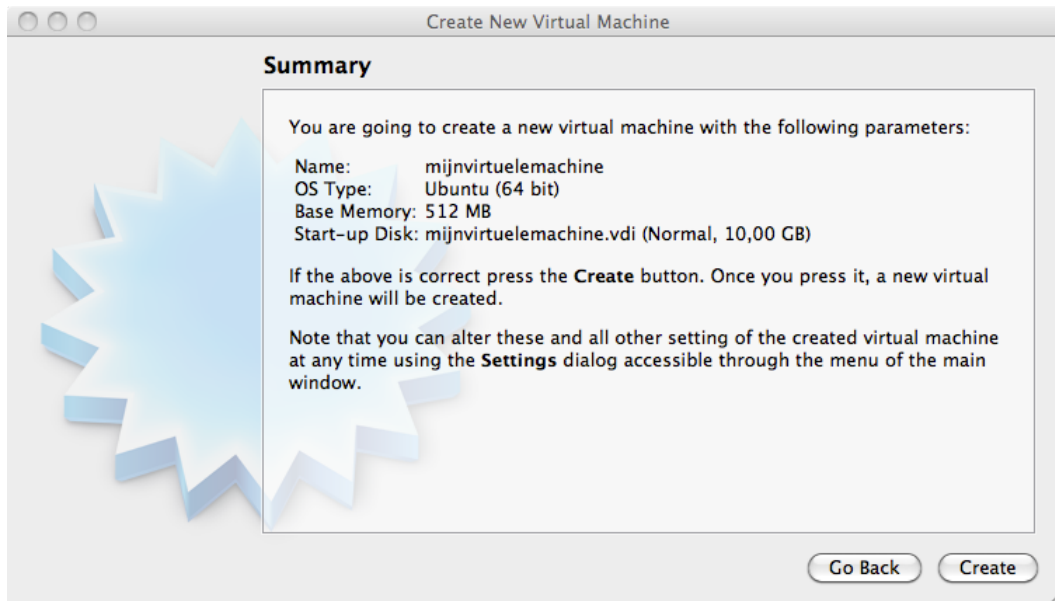 Create New Virtual Machine
Summary
You are going to create a new virtual machine with the following parameters:
Name: mijnvirtuelemachine
OS Type: Ubuntu (64 bit)
Base Memory: 512 MB
Start-up Disk: mijnvirtuelemachine.vdi (Normal, 10,00 GB)
If the above is correct press the Create button. Once you press it, a new virtual
machine will be created.
Note that you can alter these and all other setting of the created virtual machine
at any time using the Settings dialog accessible through the menu of the main
window.
Go Back Create